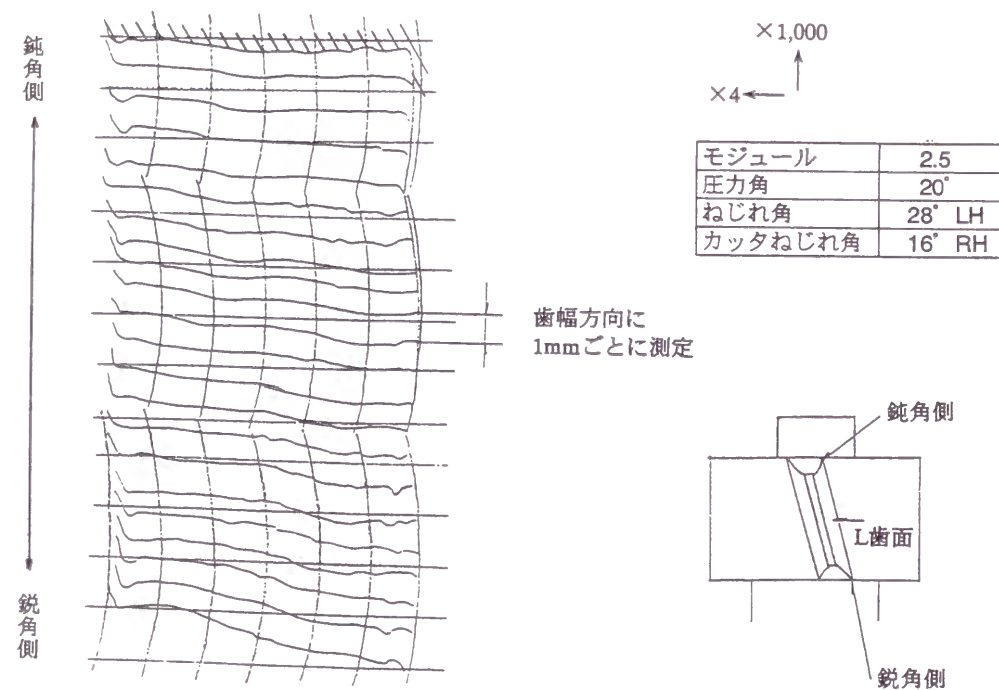 鈍角側
鋭角側
×1,000
×4
モジュール 2.5
圧力角 20°
ねじれ角 28° LH
カッタねじれ角 16° RH
歯幅方向に
1mmごとに測定
鈍角側
L歯面
鋭角側